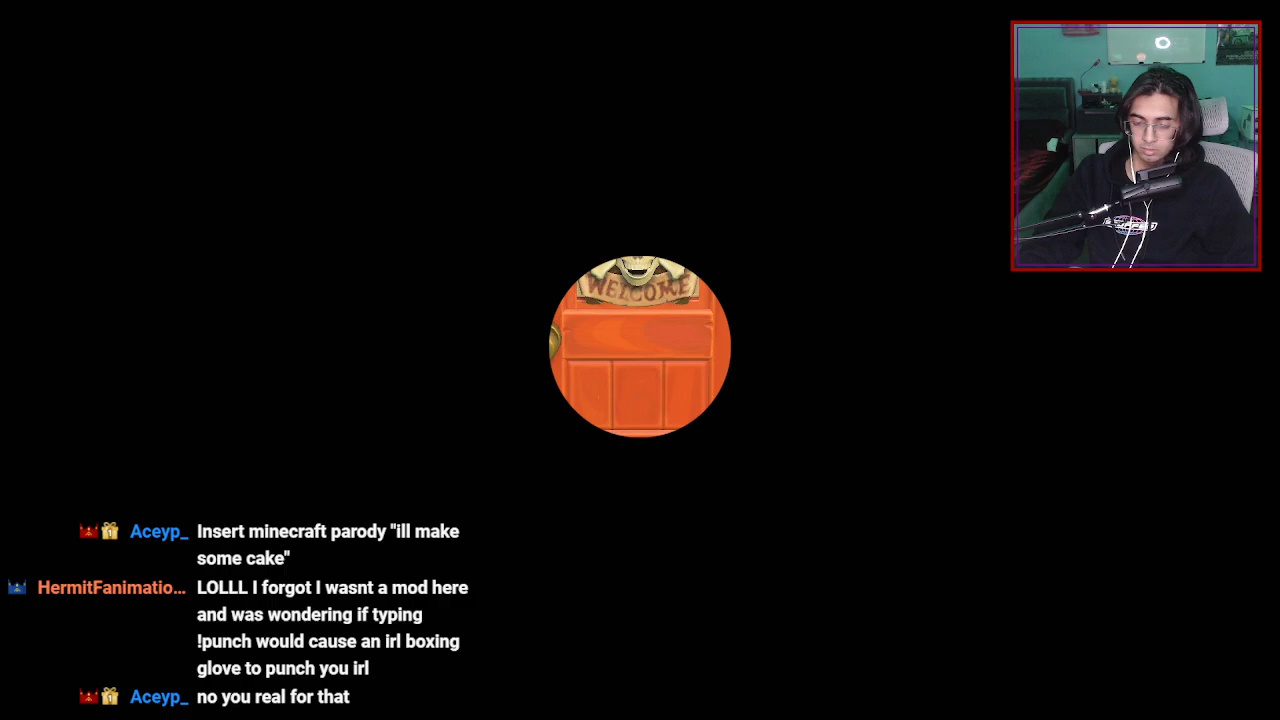 WELCOME
Aceyp_ Insert minecraft parody "ill make
some cake"
HermitFanimatio... LOLLL I forgot I wasnt a mod here
and was wondering if typing
!punch would cause an irl boxing
glove to punch you irl
Aceyp_ no you real for that